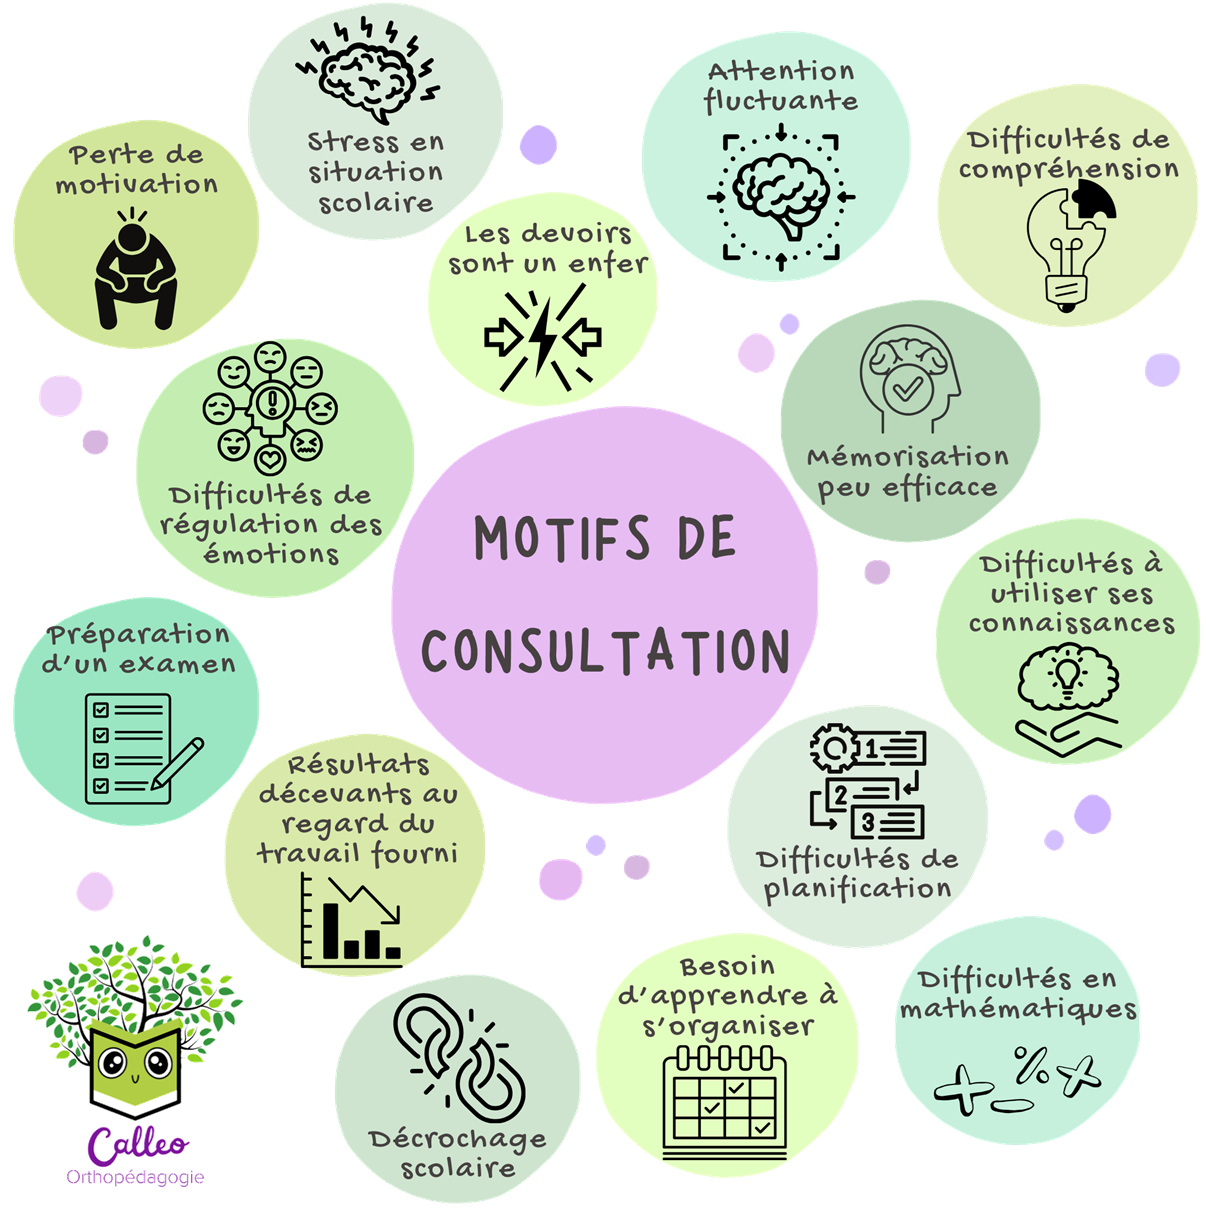 Stress en
situation
scolaire
Attention
fluctuante
Difficultés de
compréhension
Perte de
motivation
Les devoirs
sont un enfer
Mémorisation
peu efficace
Difficultés de
régulation des
émotions
MOTIFS DE
CONSULTATION
Difficultés à
utiliser ses
connaissances
Préparation
d'un examen
Résultats
décevants au
regard du
travail fourni
1
2
3
Difficultés de
planification
Besoin
d'apprendre à
s'organiser
Difficultés en
mathématiques
Décrochage
scolaire
Calleo
Orthopédagogie